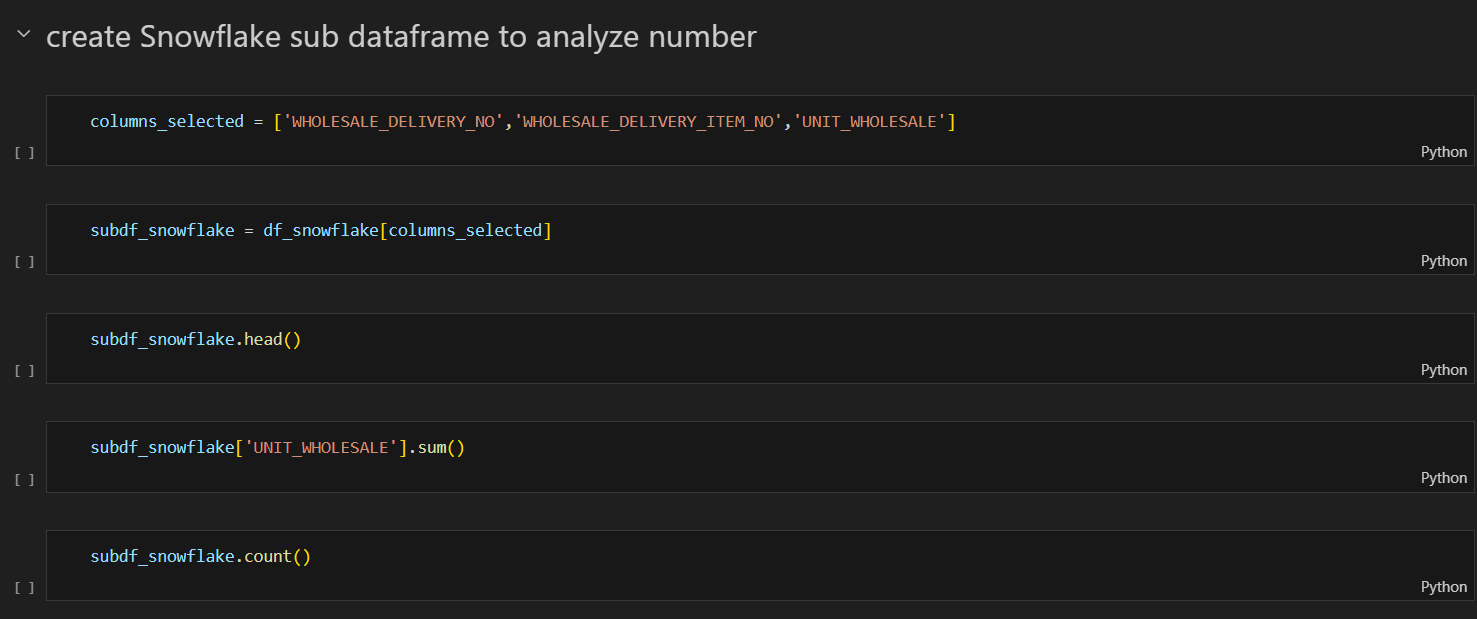 create Snowflake sub dataframe to analyze number
columns_selected = ['WHOLESALE_DELIVERY_NO','WHOLESALE_DELIVERY_ITEM_NO','UNIT_WHOLESALE']
[ ]
Python
subdf_snowflake = df_snowflake[columns_selected]
[ ]
Python
subdf_snowflake.head()
[ ]
Python
subdf_snowflake['UNIT_WHOLESALE'].sum()
[ ]
Python
subdf_snowflake.count()
[ ]
Python